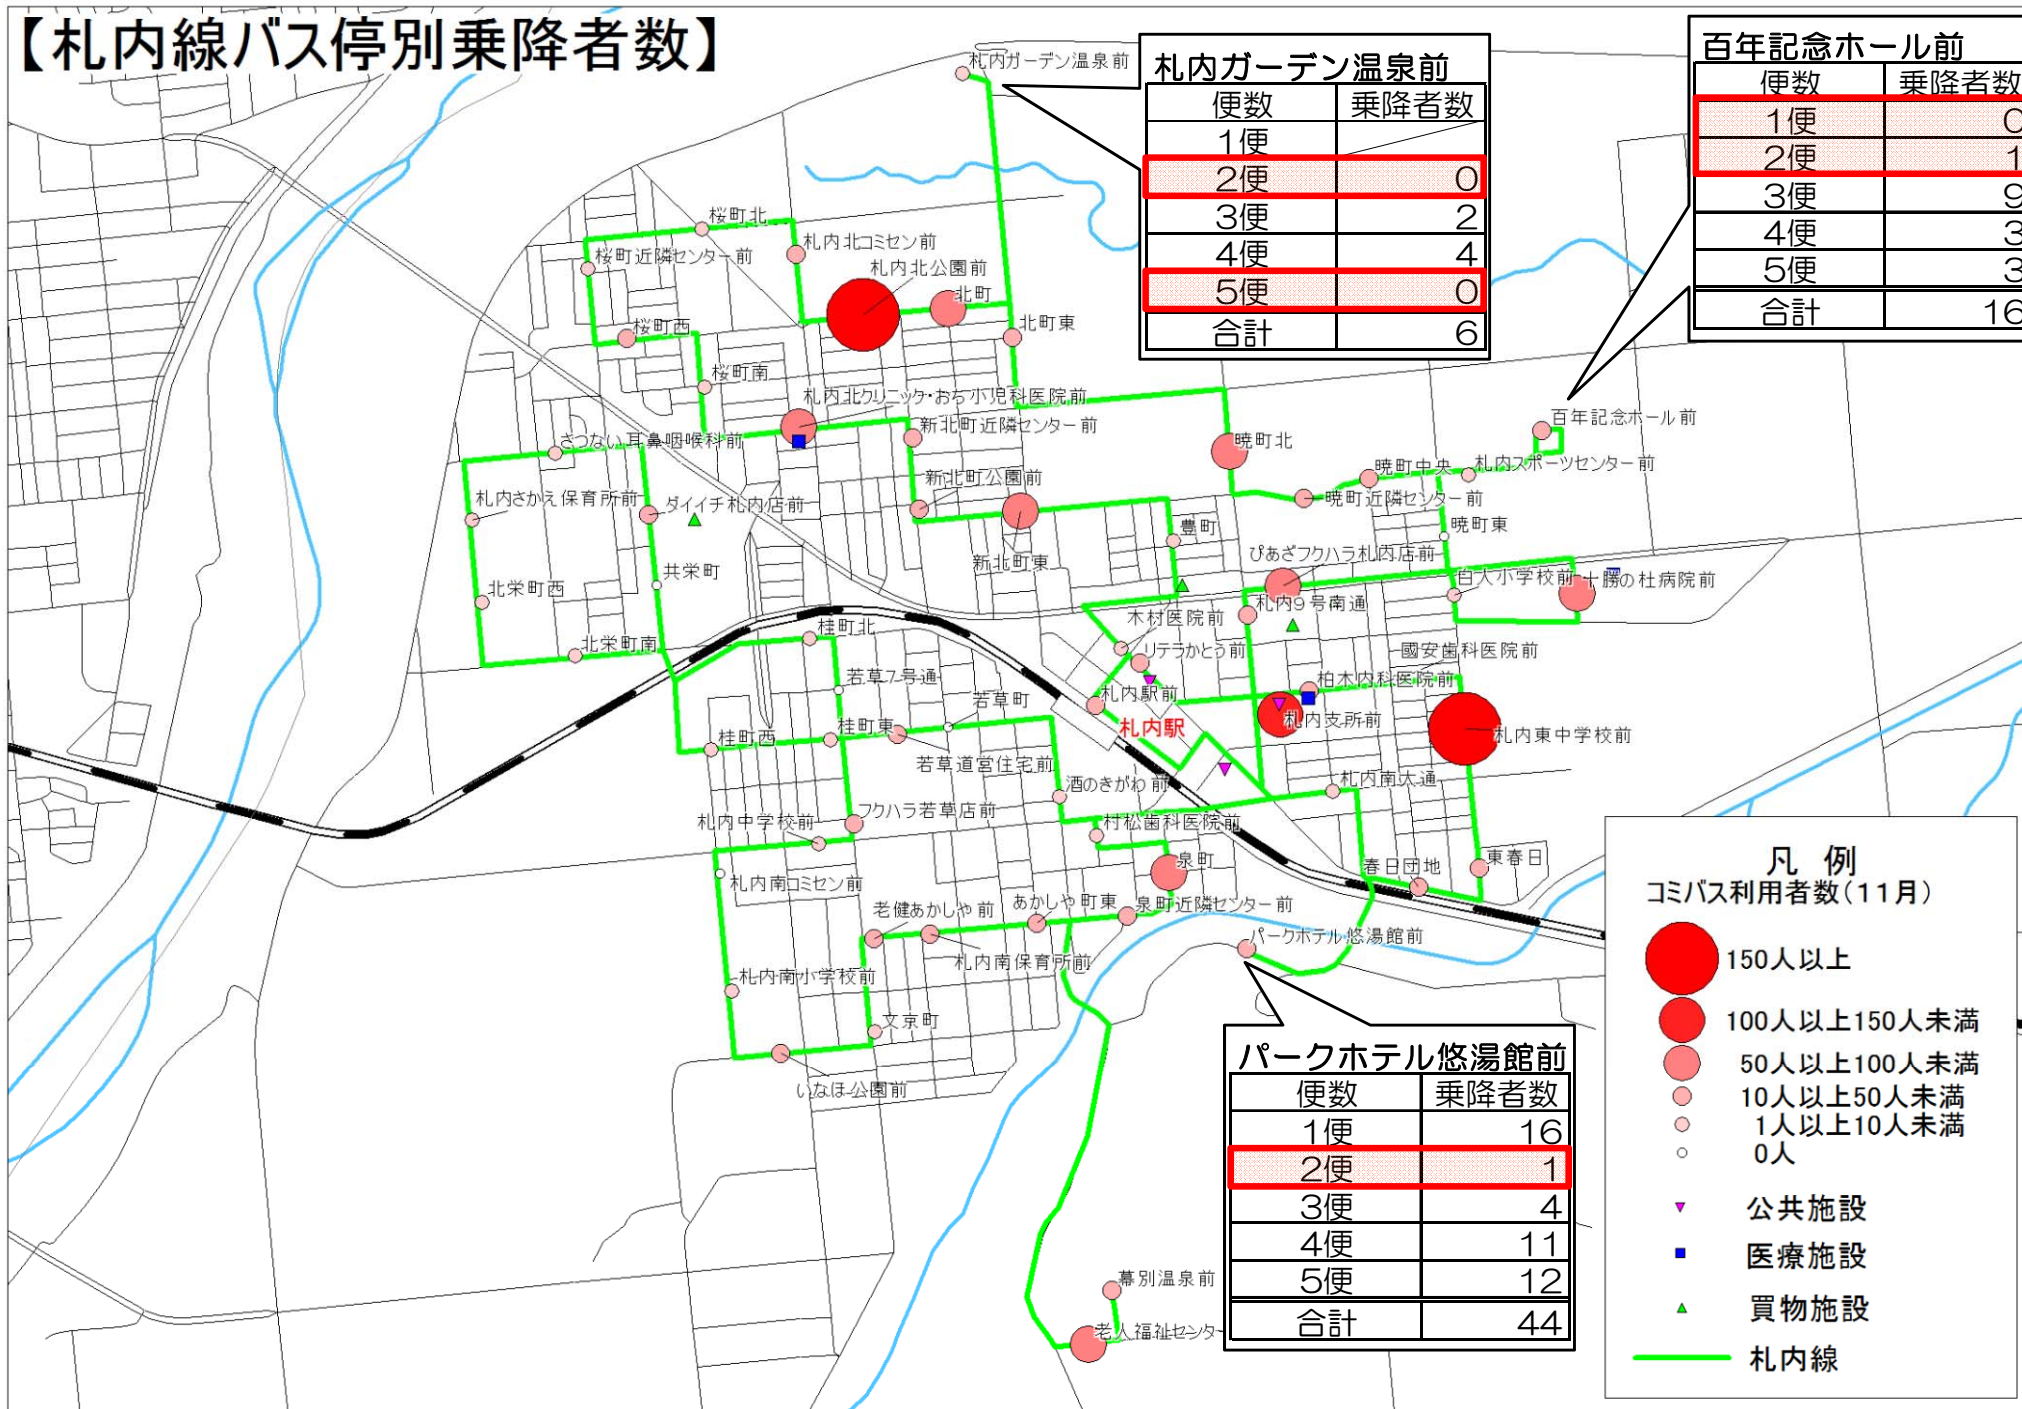 【札内線バス停別乗降者数】
札内ガーデン温泉前
札内ガーデン温泉前
便数 乗降者数
1便
2便 0
3便 2
4便 4
5便 0
合計 6
百年記念ホール前
便数 乗降者数
1便 0
2便 1
3便 9
4便 3
5便 3
合計 16
桜町北
札内北コミセン前
桜町近隣センター前
札内北公園前
北町
北町東
桜町西
桜町南
札内北クリニック・おち小児科医院前
新北町近隣センター前
百年記念ホール前
さつない耳鼻咽喉科前
暁町北
暁町中央
札内スポーツセンター前
新北町公園前
札内さかえ保育所前
ダイイチ札内店前
暁町近隣センター前
豊町
暁町東
ぴあざフクハラ札内店前
新北町東
共栄町
白人小学校前
十勝の杜病院前
北栄町西
札内9号南通
木村医院前
桂町北
北栄町南
リテラかとう前
國安歯科医院前
若草7号通
柏木内科医院前
若草町
札内駅前
札内駅
札内支所前
桂町西
桂町東
札内東中学校前
若草道営住宅前
酒のきがわ前
札内南大通
フクハラ若草店前
札内中学校前
村松歯科医院前
泉町
春日団地
東春日
札内南コミセン前
老健あかしや前
あかしや町東
泉町近隣センター前
パークホテル悠湯館前
札内南保育所前
札内南小学校前
文京町
いなほ公園前
パークホテル悠湯館前
便数 乗降者数
1便 16
2便 1
3便 4
4便 11
5便 12
合計 44
幕別温泉前
老人福祉センター
凡 例
コミバス利用者数(11月)
150人以上
100人以上150人未満
50人以上100人未満
10人以上50人未満
1人以上10人未満
0人
公共施設
医療施設
買物施設
札内線